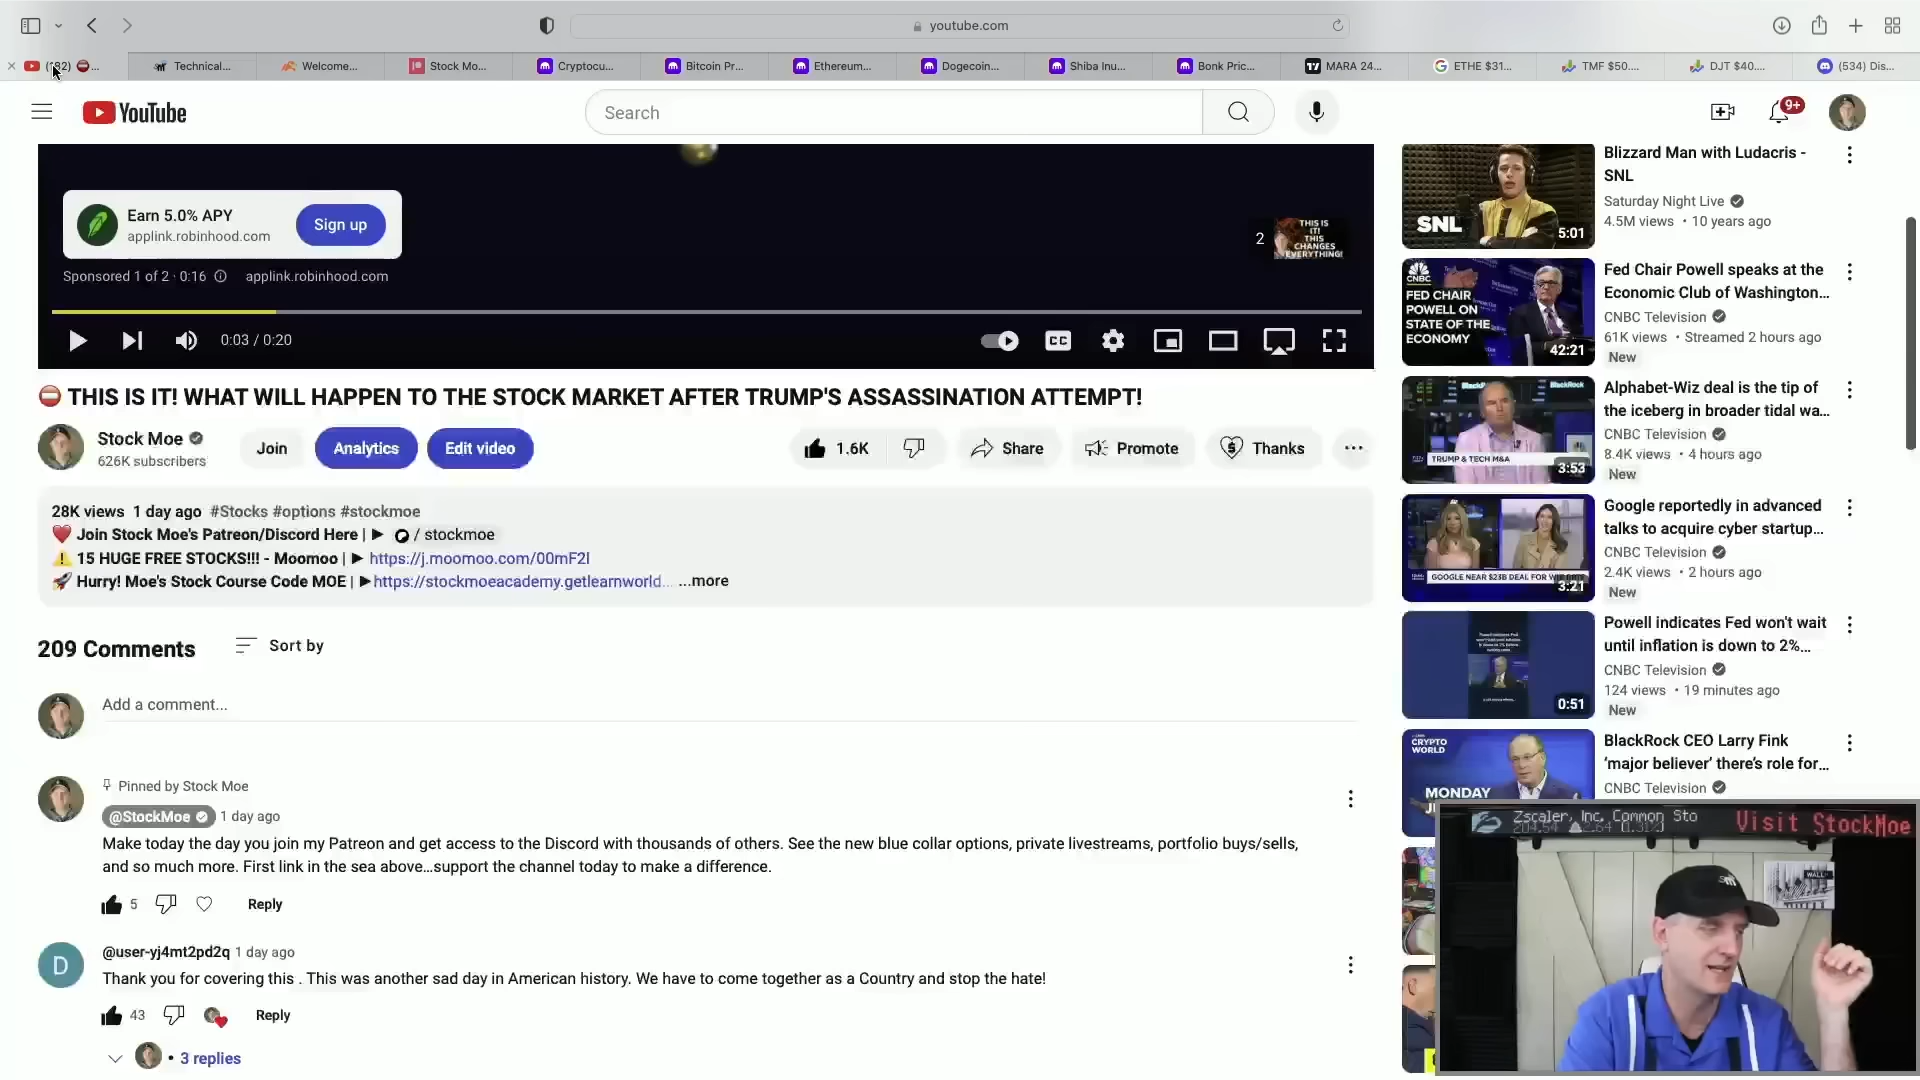 youtube.com
(182) ...
Technical...
Welcome...
Stock Mo...
Cryptocu...
Bitcoin Pr...
Ethereum...
Dogecoin...
Shiba Inu...
Bonk Pric...
MARA 24...
ETHE $31...
TMF $50....
DJT $40....
(534) Dis...
YouTube
Search
9+
Earn 5.0% APY
applink.robinhood.com
Sign up
Sponsored 1 of 2 · 0:16
applink.robinhood.com
2
THIS IS
IT!
THIS
CHANGES
EVERYTHING!
0:03 / 0:20
CC
THIS IS IT! WHAT WILL HAPPEN TO THE STOCK MARKET AFTER TRUMP'S ASSASSINATION ATTEMPT!
Stock Moe
626K subscribers
Join
Analytics
Edit video
1.6K
Share
Promote
Thanks
28K views 1 day ago #Stocks #options #stockmoe
Join Stock Moe's Patreon/Discord Here | ► / stockmoe
15 HUGE FREE STOCKS!!! - Moomoo | ► https://j.moomoo.com/00mF2I
Hurry! Moe's Stock Course Code MOE | ►https://stockmoeacademy.getlearnworld... ...more
209 Comments
Sort by
Add a comment...
Pinned by Stock Moe
@StockMoe 1 day ago
Make today the day you join my Patreon and get access to the Discord with thousands of others. See the new blue collar options, private livestreams, portfolio buys/sells,
and so much more. First link in the sea above…support the channel today to make a difference.
5
Reply
D
@user-yj4mt2pd2q 1 day ago
Thank you for covering this . This was another sad day in American history. We have to come together as a Country and stop the hate!
43
Reply
• 3 replies
SNL
5:01
Blizzard Man with Ludacris -
SNL
Saturday Night Live
4.5M views • 10 years ago
CNBC
FED CHAIR
POWELL ON
STATE OF THE
ECONOMY
42:21
Fed Chair Powell speaks at the
Economic Club of Washington...
CNBC Television
61K views • Streamed 2 hours ago
New
BlackRock
TRUMP & TECH M&A
3:53
Alphabet-Wiz deal is the tip of
the iceberg in broader tidal wa...
CNBC Television
8.4K views • 4 hours ago
New
GOOGLE NEAR $23B DEAL FOR
3:21
Google reportedly in advanced
talks to acquire cyber startup...
CNBC Television
2.4K views • 2 hours ago
New
0:51
Powell indicates Fed won't wait
until inflation is down to 2%...
CNBC Television
124 views • 19 minutes ago
New
CRYPTO
WORLD
MONDAY
BlackRock CEO Larry Fink
‘major believer’ there’s role for...
CNBC Television
Zscaler, Inc. Common Sto
Visit StockMoe
WALL